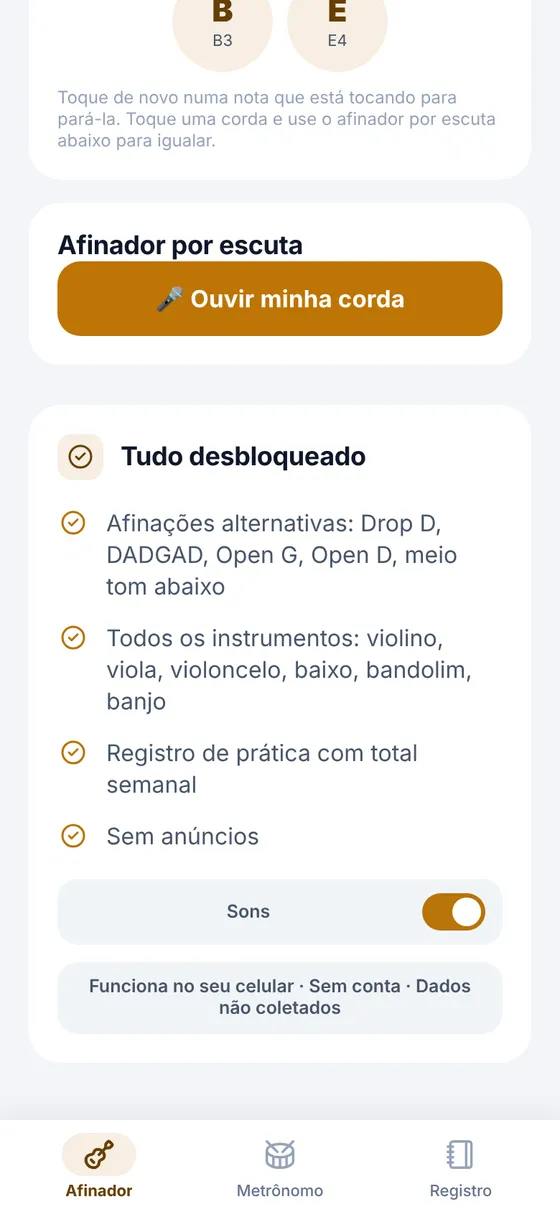 B
B3
E
E4
Toque de novo numa nota que está tocando para
pará-la. Toque uma corda e use o afinador por escuta
abaixo para igualar.
Afinador por escuta
🎤 Ouvir minha corda
Tudo desbloqueado
Afinações alternativas: Drop D,
DADGAD, Open G, Open D, meio
tom abaixo
Todos os instrumentos: violino,
viola, violoncelo, baixo, bandolim,
banjo
Registro de prática com total
semanal
Sem anúncios
Sons
Funciona no seu celular · Sem conta · Dados
não coletados
Afinador
Metrônomo
Registro